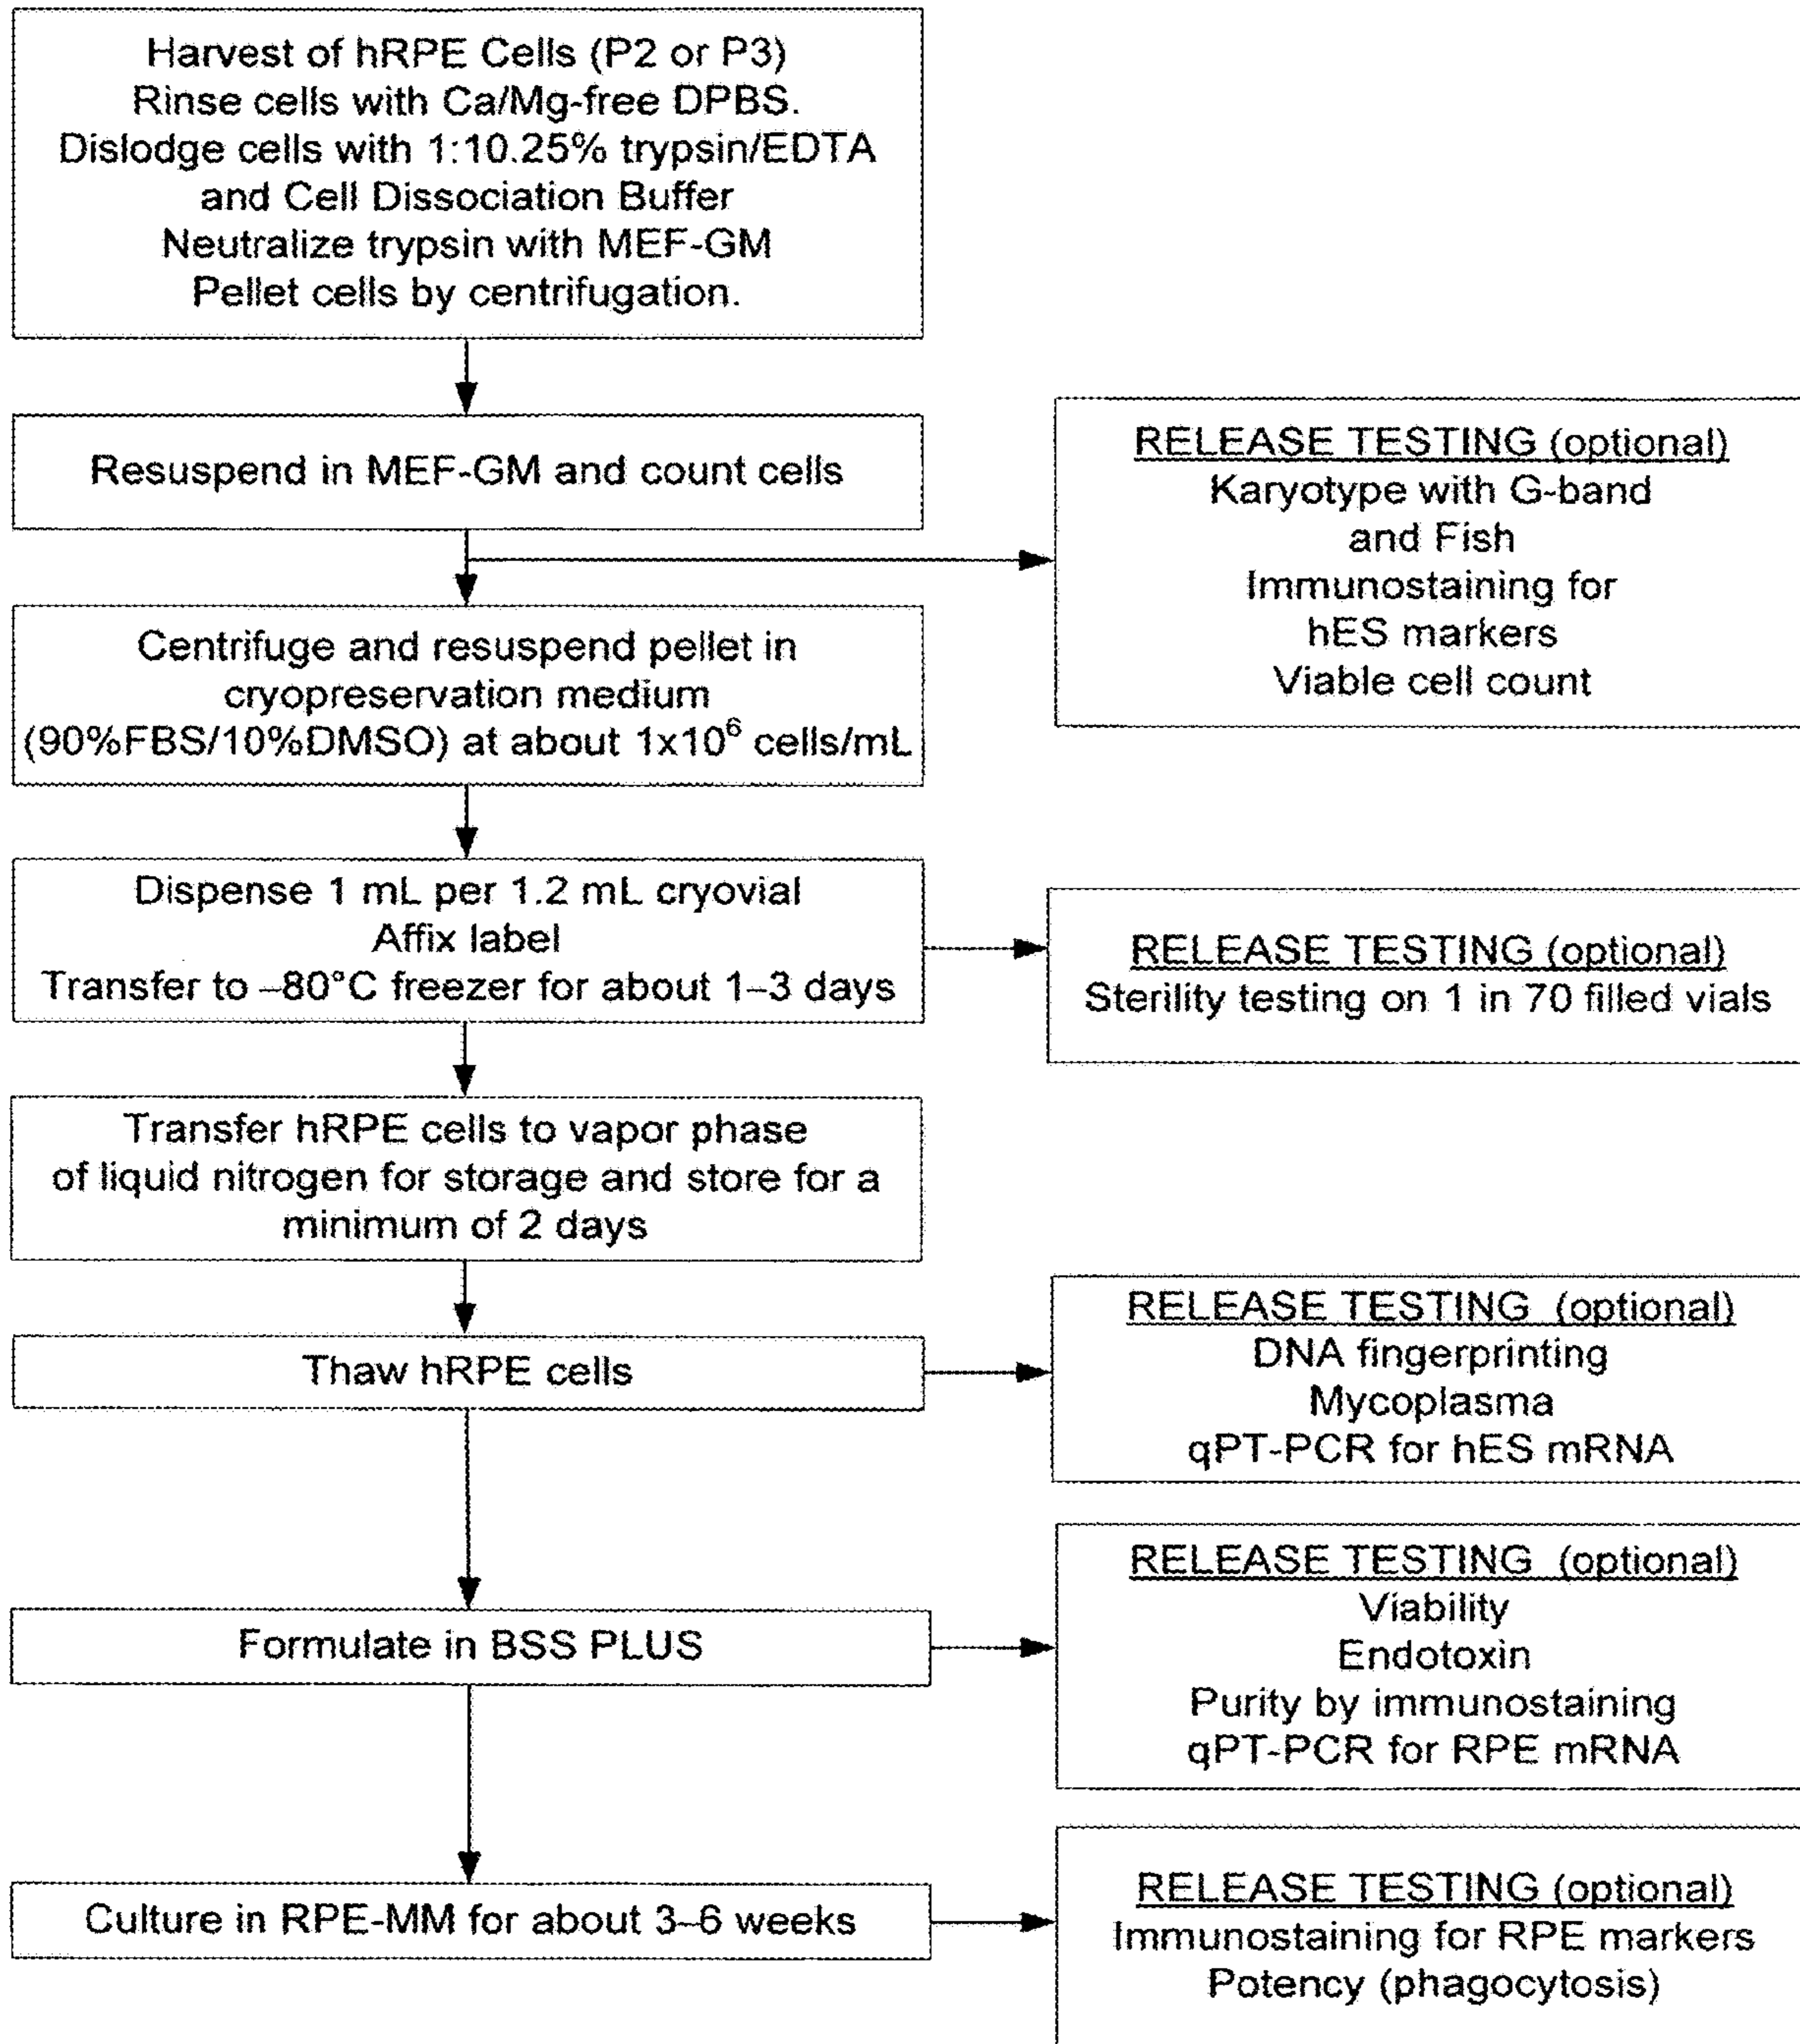 Harvest of hRPE Cells (P2 or P3)
Rinse cells with Ca/Mg-free DPBS.
Dislodge cells with 1:10.25% trypsin/EDTA
and Cell Dissociation Buffer
Neutralize trypsin with MEF-GM
Pellet cells by centrifugation.
Resuspend in MEF-GM and count cells
RELEASE TESTING (optional)
Karyotype with G-band
and Fish
Immunostaining for
hES markers
Viable cell count
Centrifuge and resuspend pellet in
cryopreservation medium
(90%FBS/10%DMSO) at about 1x10⁶ cells/mL
Dispense 1 mL per 1.2 mL cryovial
Affix label
Transfer to –80°C freezer for about 1–3 days
RELEASE TESTING (optional)
Sterility testing on 1 in 70 filled vials
Transfer hRPE cells to vapor phase
of liquid nitrogen for storage and store for a
minimum of 2 days
Thaw hRPE cells
RELEASE TESTING (optional)
DNA fingerprinting
Mycoplasma
qPT-PCR for hES mRNA
Formulate in BSS PLUS
RELEASE TESTING (optional)
Viability
Endotoxin
Purity by immunostaining
qPT-PCR for RPE mRNA
Culture in RPE-MM for about 3–6 weeks
RELEASE TESTING (optional)
Immunostaining for RPE markers
Potency (phagocytosis)